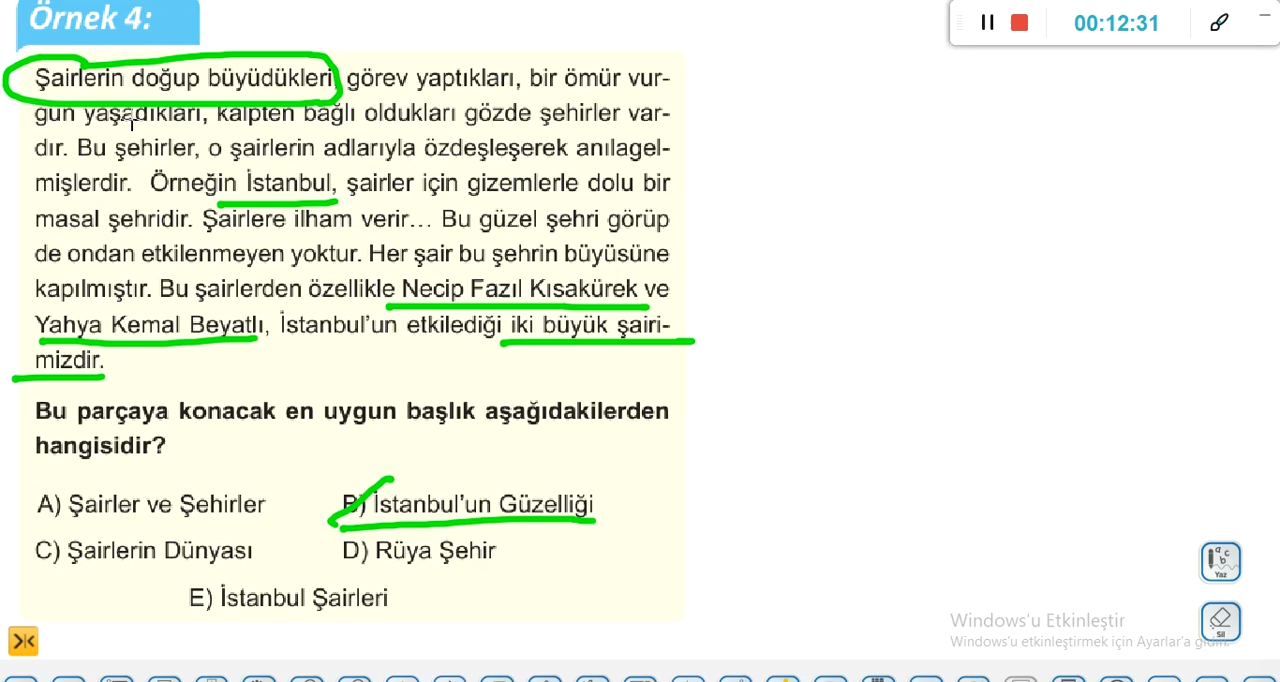 Örnek 4:
00:12:31
Şairlerin doğup büyüdükleri, görev yaptıkları, bir ömür vur-
gun yaşadıkları, kalpten bağlı oldukları gözde şehirler var-
dır. Bu şehirler, o şairlerin adlarıyla özdeşleşerek anılagel-
mişlerdir. Örneğin İstanbul, şairler için gizemlerle dolu bir
masal şehridir. Şairlere ilham verir... Bu güzel şehri görüp
de ondan etkilenmeyen yoktur. Her şair bu şehrin büyüsüne
kapılmıştır. Bu şairlerden özellikle Necip Fazıl Kısakürek ve
Yahya Kemal Beyatlı, İstanbul'un etkilediği iki büyük şairi-
mizdir.
Bu parçaya konacak en uygun başlık aşağıdakilerden
hangisidir?
A) Şairler ve Şehirler
B) İstanbul'un Güzelliği
C) Şairlerin Dünyası
D) Rüya Şehir
E) İstanbul Şairleri
a b c
Yaz
Sil
Windows'u Etkinleştir
Windows'u etkinleştirmek için Ayarlar'a gidin.